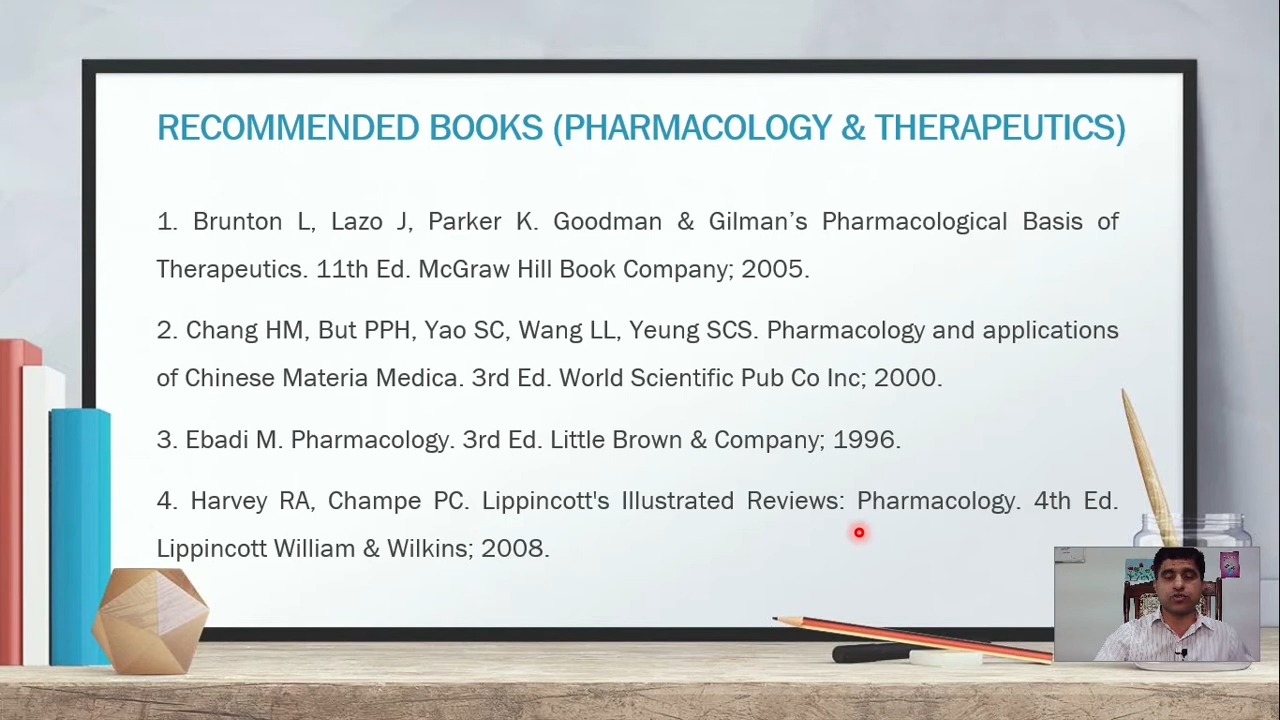 RECOMMENDED BOOKS (PHARMACOLOGY & THERAPEUTICS)
1. Brunton L, Lazo J, Parker K. Goodman & Gilman’s Pharmacological Basis of
Therapeutics. 11th Ed. McGraw Hill Book Company; 2005.
2. Chang HM, But PPH, Yao SC, Wang LL, Yeung SCS. Pharmacology and applications
of Chinese Materia Medica. 3rd Ed. World Scientific Pub Co Inc; 2000.
3. Ebadi M. Pharmacology. 3rd Ed. Little Brown & Company; 1996.
4. Harvey RA, Champe PC. Lippincott's Illustrated Reviews: Pharmacology. 4th Ed.
Lippincott William & Wilkins; 2008.